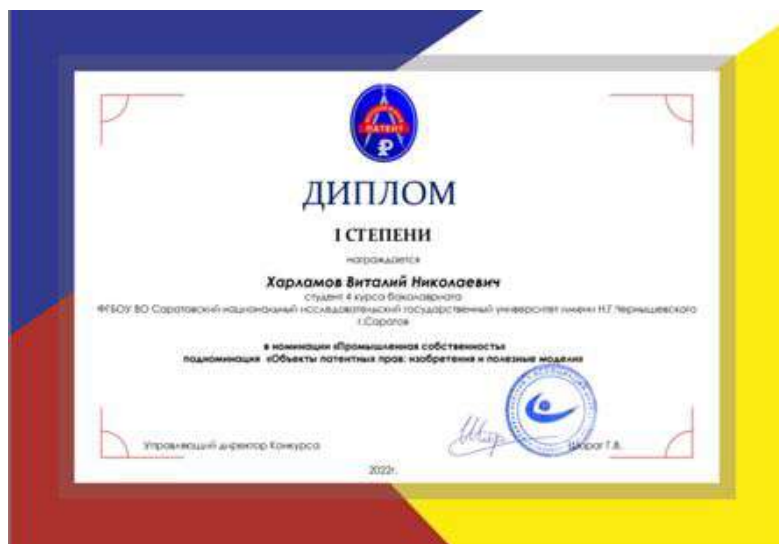 ПАТЕНТ
ДИПЛОМ
I СТЕПЕНИ
награждается
Харламов Виталий Николаевич
студент 4 курса бакалавриата
ФГБОУ ВО Саратовский национальный исследовательский государственный университет имени Н.Г.Чернышевского
г.Саратов
в номинации «Промышленная собственность»
подноминация «Объекты патентных прав: изобретения и полезные модели»
Управляющий директор Конкурса
Т.В.
2022г.